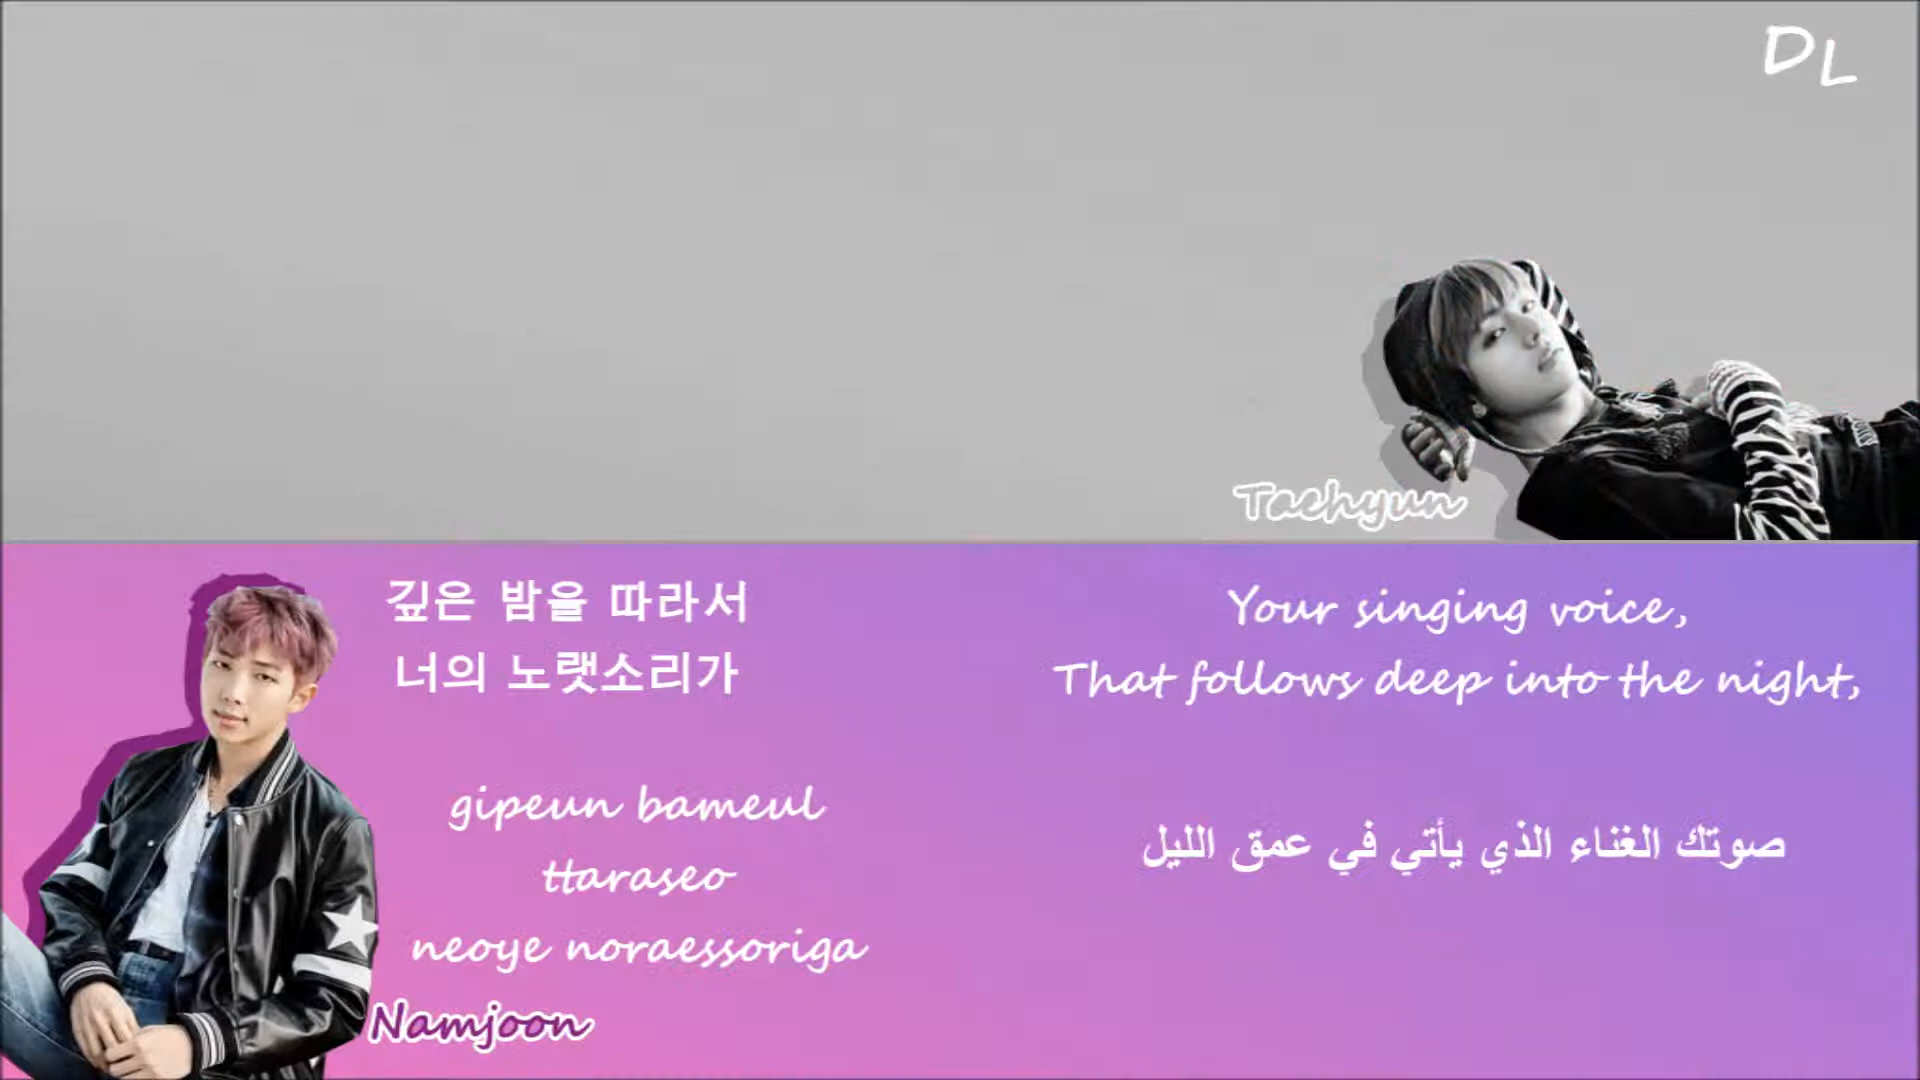 DL
Taehyun
깊은 밤을 따라서
너의 노랫소리가
gipeun bameul
ttaraseo
neoye noraessoriga
Namjoon
Your singing voice,
That follows deep into the night,
صوتك الغناء الذي يأتي في عمق الليل